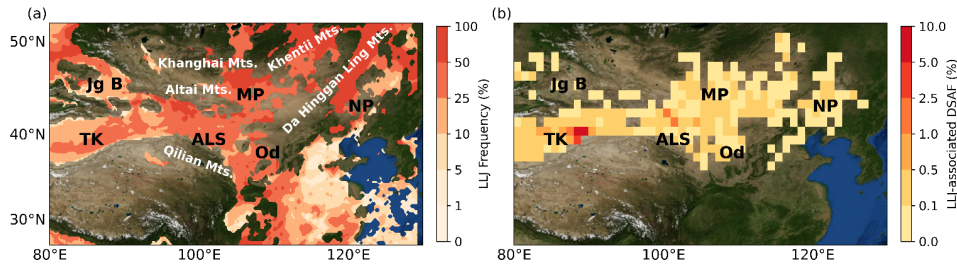 (a)
50°N
40°N
30°N
80°E
100°E
120°E
Khanghai Mts.
Khentii Mts.
Da Hinggan Ling Mts.
Jg B
Altai Mts.
MP
NP
TK
ALS
Od
Qilian Mts.
100
50
25
10
5
1
0
LLJ Frequency (%)
(b)
Jg B
MP
NP
TK
ALS
Od
80°E
100°E
120°E
10.0
5.0
2.5
1.0
0.5
0.1
0.0
LLJ-associated DSAF (%)